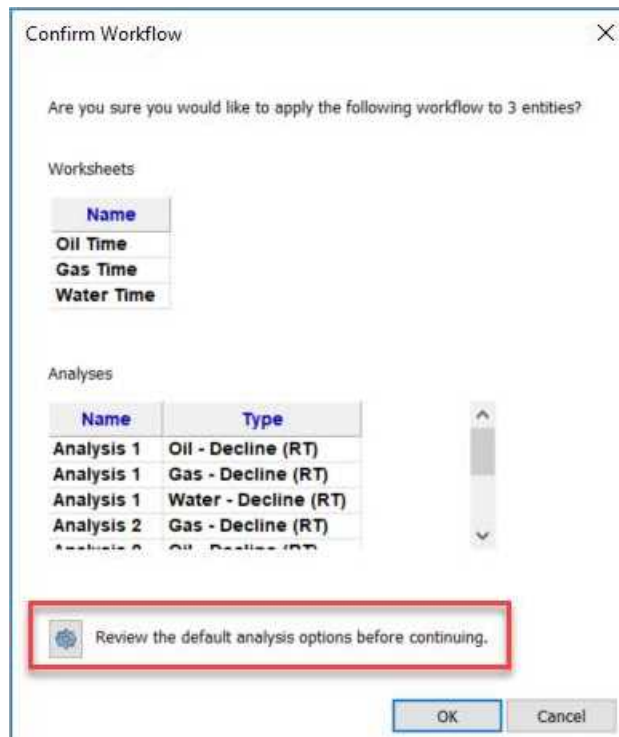 Confirm Workflow
Are you sure you would like to apply the following workflow to 3 entities?
Worksheets
Name
Oil Time
Gas Time
Water Time
Analyses
Name Type
Analysis 1 Oil - Decline (RT)
Analysis 1 Gas - Decline (RT)
Analysis 1 Water - Decline (RT)
Analysis 2 Gas - Decline (RT)
Review the default analysis options before continuing.
OK Cancel